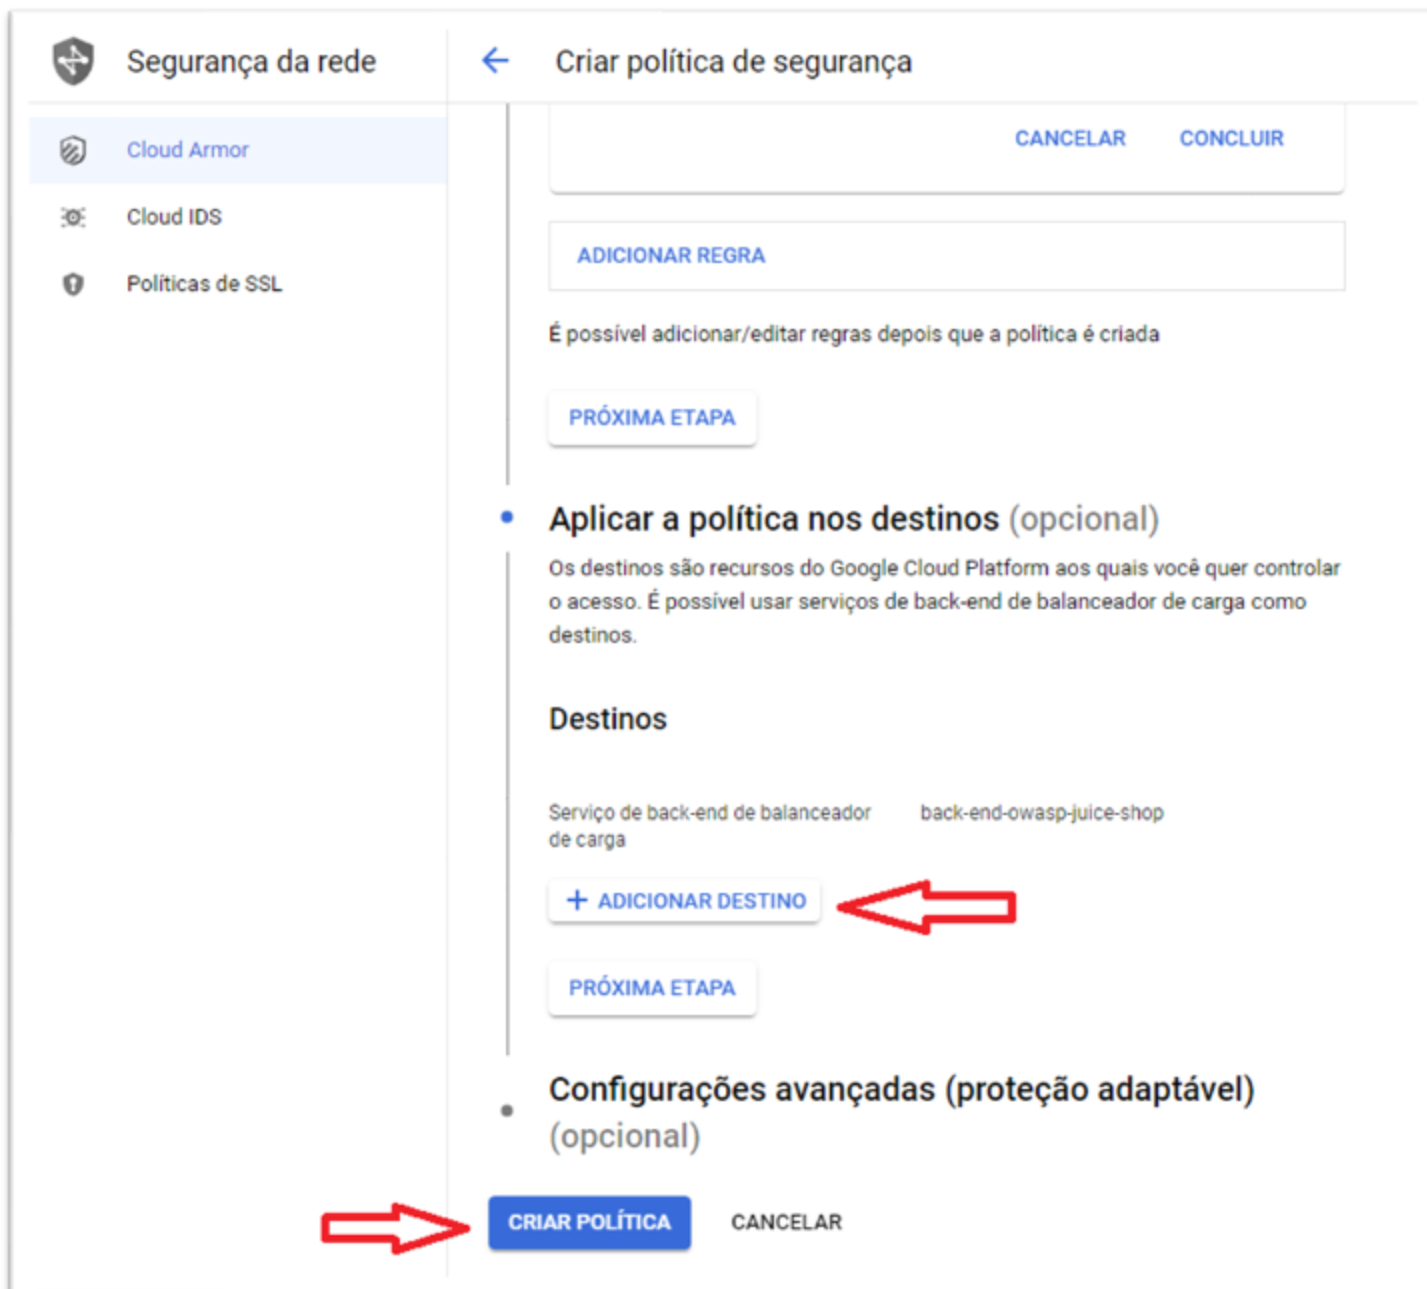 Segurança da rede
Criar política de segurança
Cloud Armor
Cloud IDS
Políticas de SSL
CANCELAR CONCLUIR
ADICIONAR REGRA
É possível adicionar/editar regras depois que a política é criada
PRÓXIMA ETAPA
Aplicar a política nos destinos (opcional)
Os destinos são recursos do Google Cloud Platform aos quais você quer controlar
o acesso. É possível usar serviços de back-end de balanceador de carga como
destinos.
Destinos
Serviço de back-end de balanceador
de carga
back-end-owasp-juice-shop
+ ADICIONAR DESTINO
PRÓXIMA ETAPA
Configurações avançadas (proteção adaptável)
(opcional)
CRIAR POLÍTICA CANCELAR